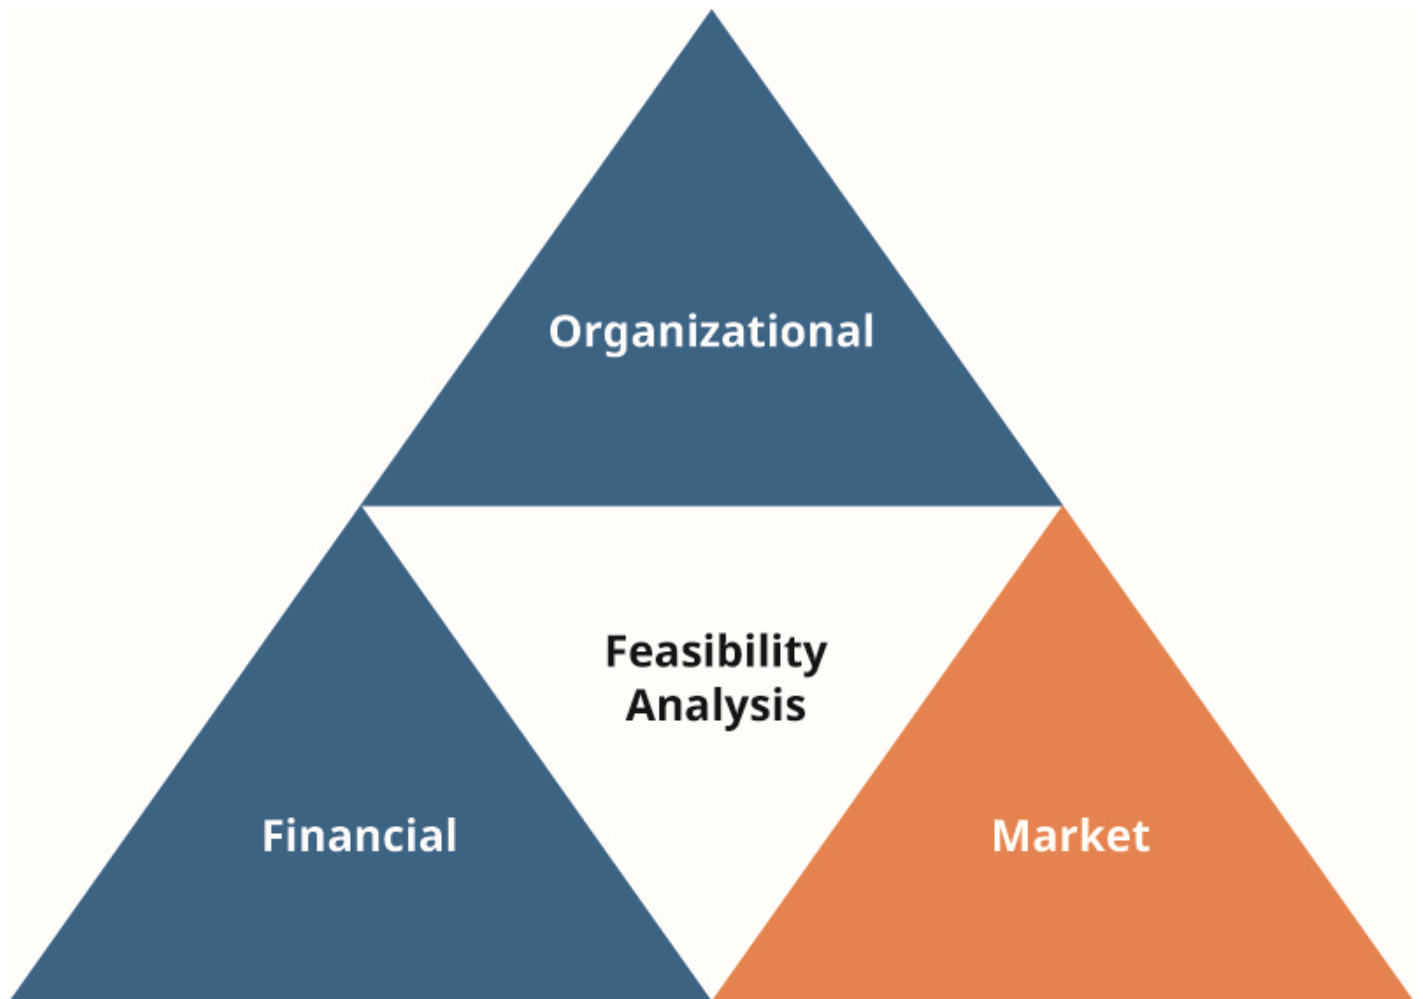 Organizational
Feasibility
Analysis
Financial
Market